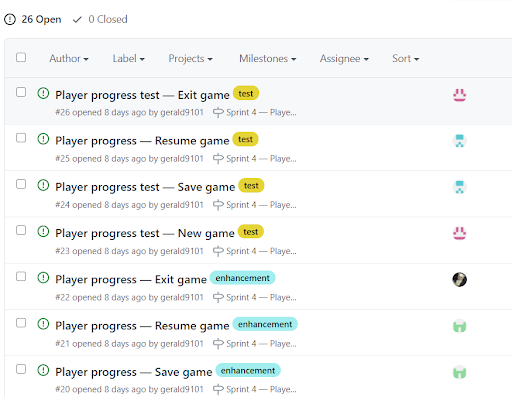 26 Open 0 Closed
Author Label Projects Milestones Assignee Sort
Player progress test — Exit game test
#26 opened 8 days ago by gerald9101 Sprint 4 — Playe...
Player progress — Resume game test
#25 opened 8 days ago by gerald9101 Sprint 4 — Playe...
Player progress test — Save game test
#24 opened 8 days ago by gerald9101 Sprint 4 — Playe...
Player progress test — New game test
#23 opened 8 days ago by gerald9101 Sprint 4 — Playe...
Player progress — Exit game enhancement
#22 opened 8 days ago by gerald9101 Sprint 4 — Playe...
Player progress — Resume game enhancement
#21 opened 8 days ago by gerald9101 Sprint 4 — Playe...
Player progress — Save game enhancement
#20 opened 8 days ago by gerald9101 Sprint 4 — Playe...